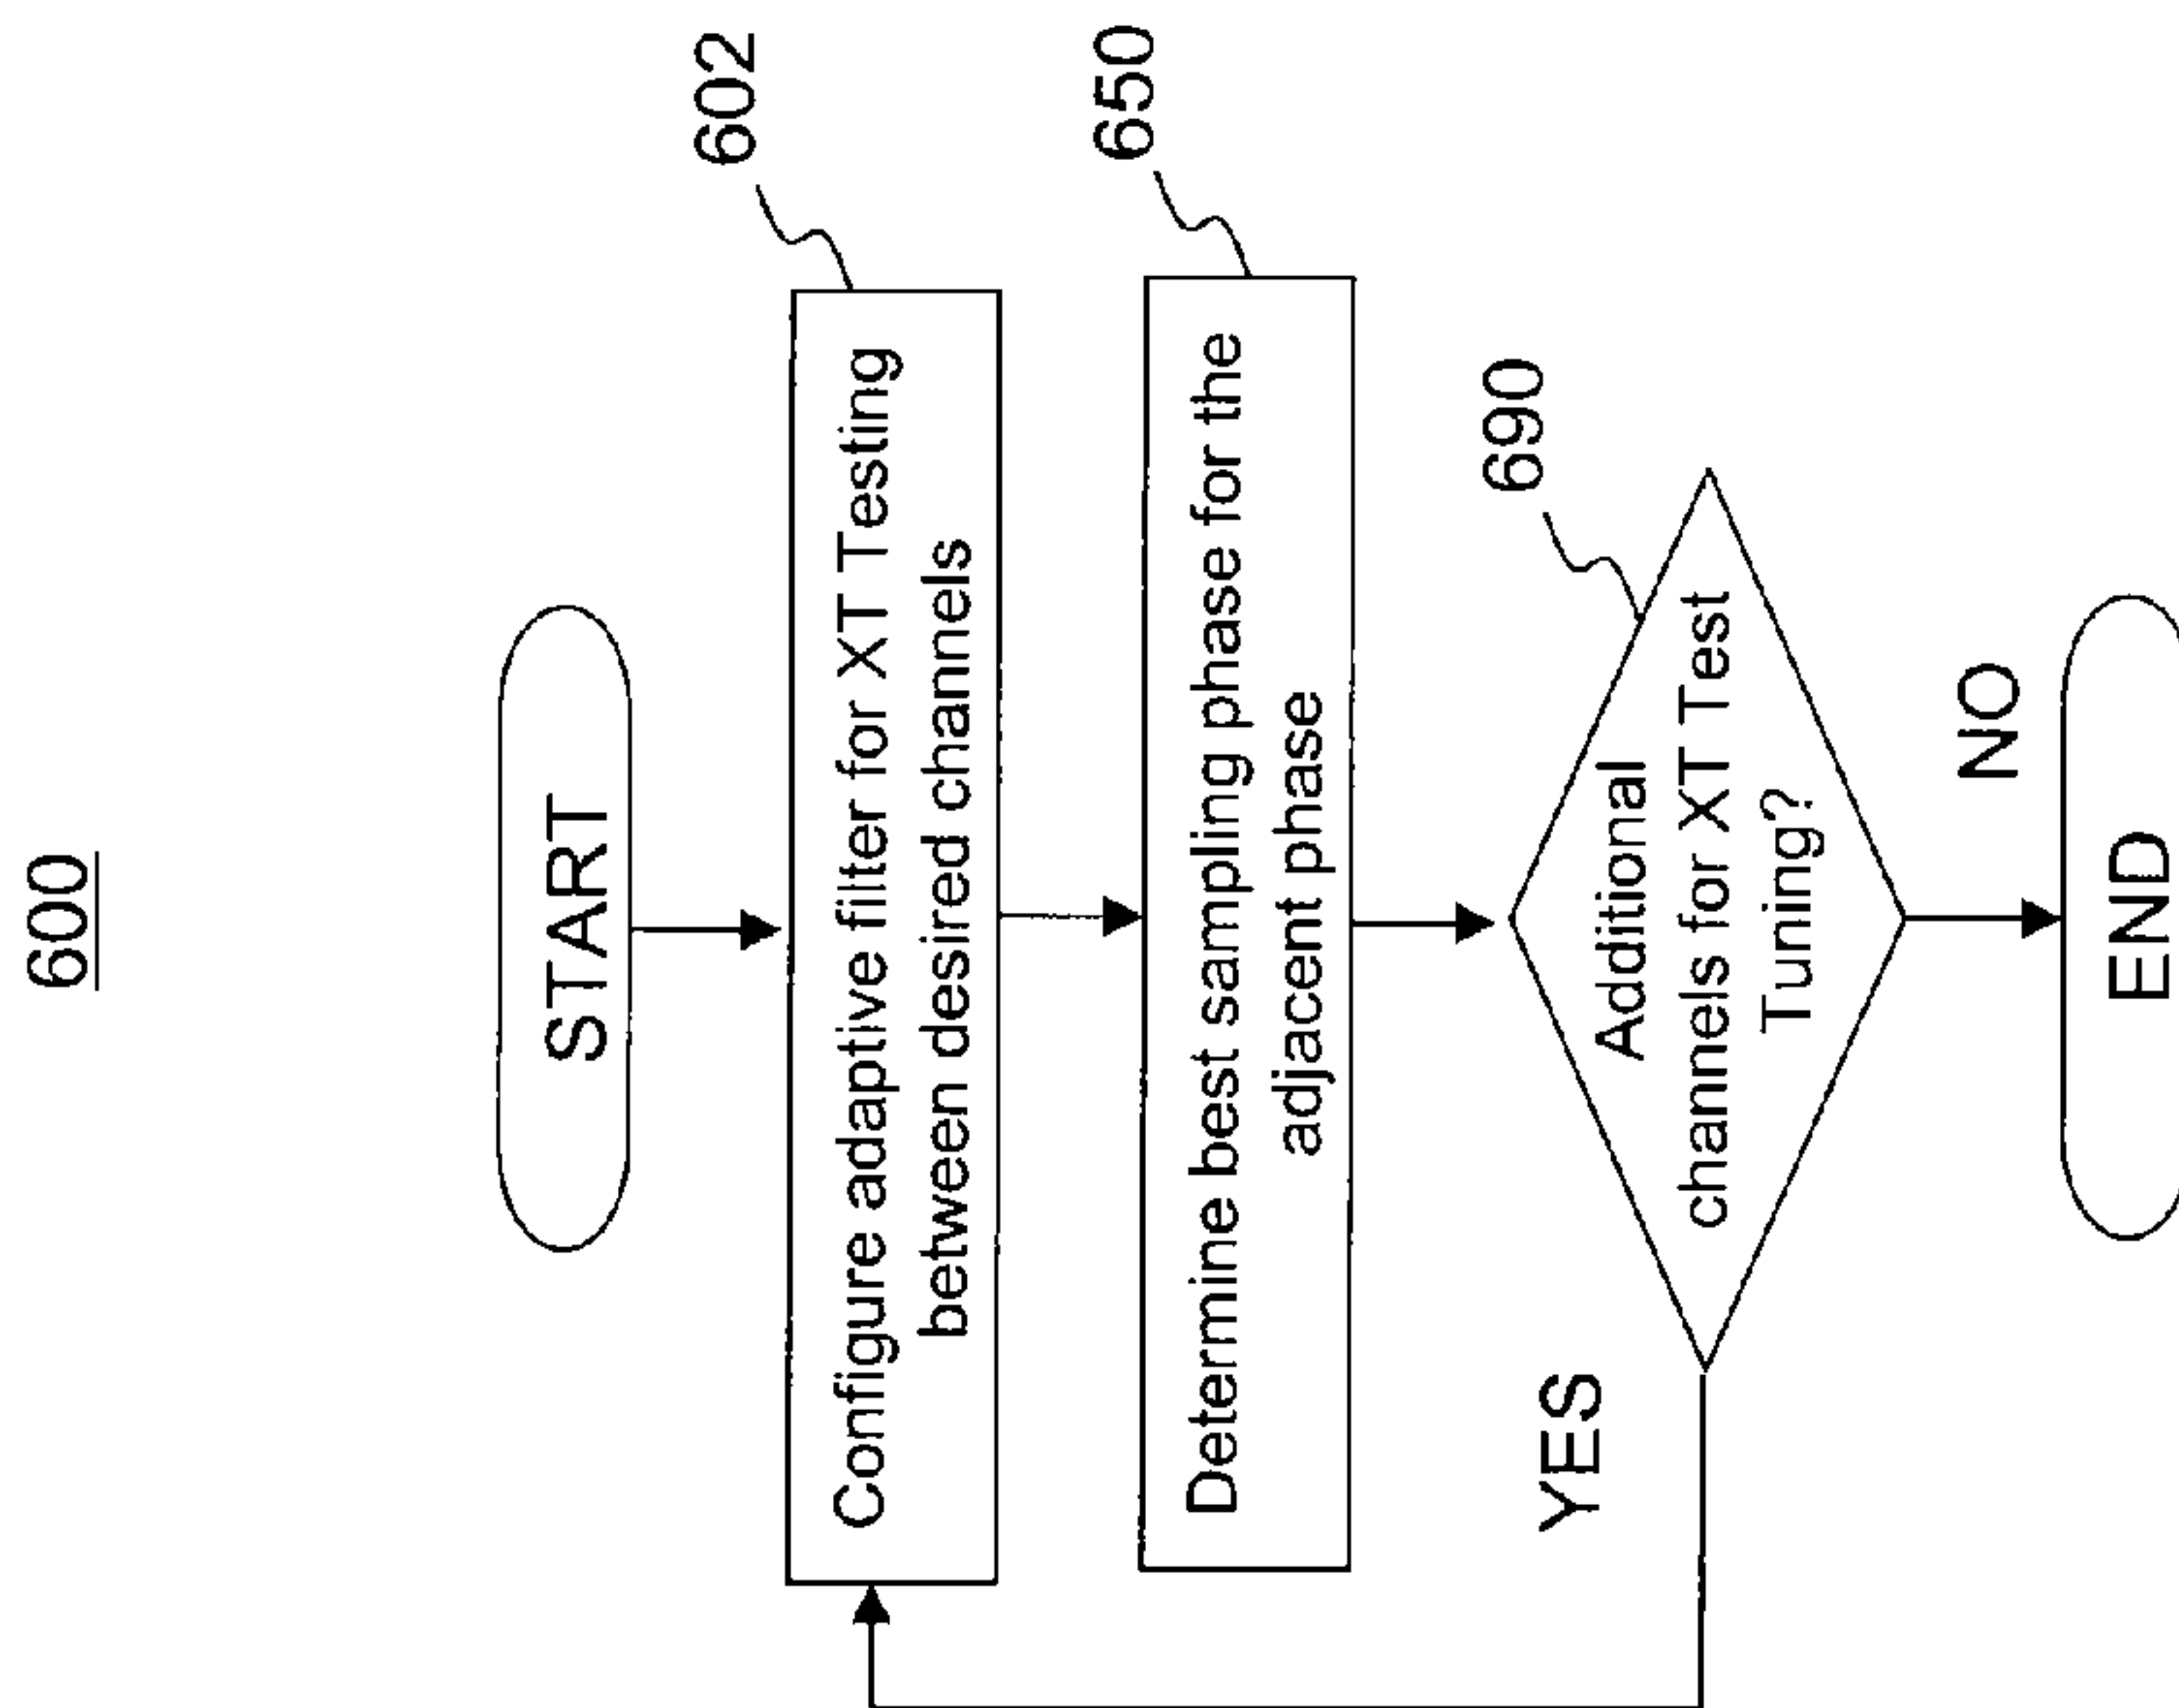 600
START
602
Configure adaptive filter for XT Testing
between desired channels
650
Determine best sampling phase for the
adjacent phase
690
Additional
channels for XT Test
Tuning?
YES
NO
END